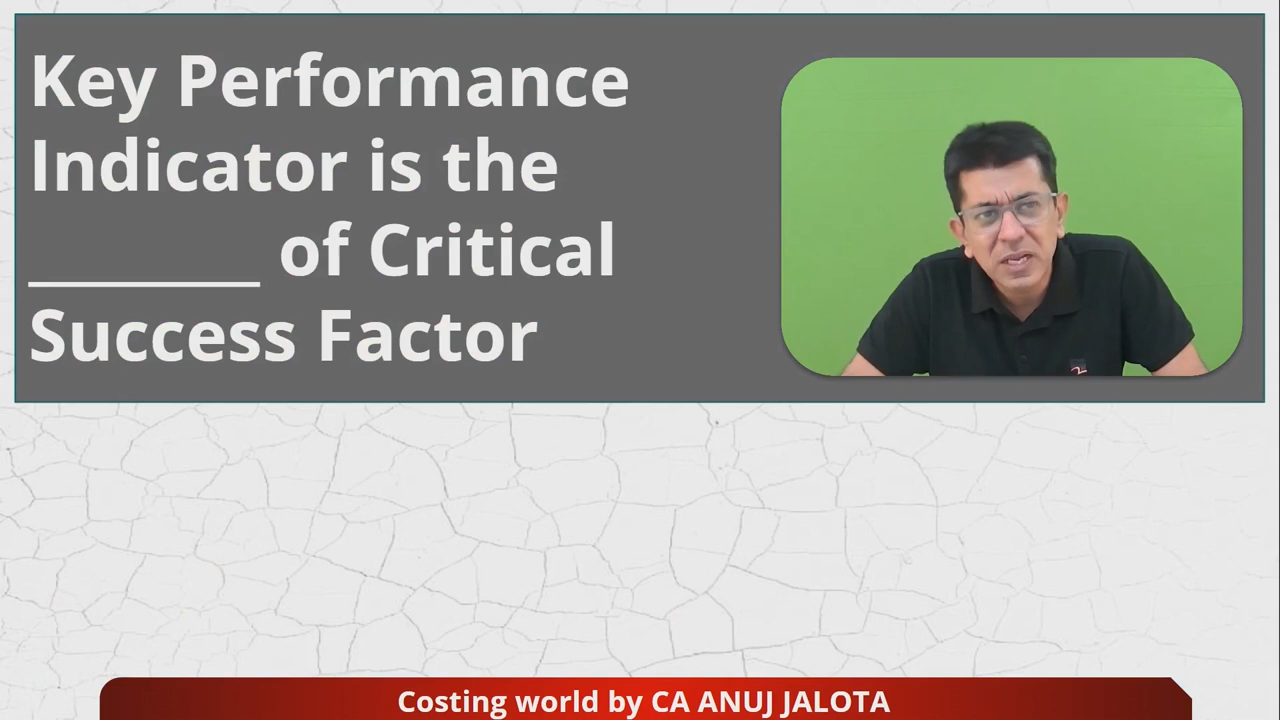 Key Performance
Indicator is the
________ of Critical
Success Factor
Costing world by CA ANUJ JALOTA